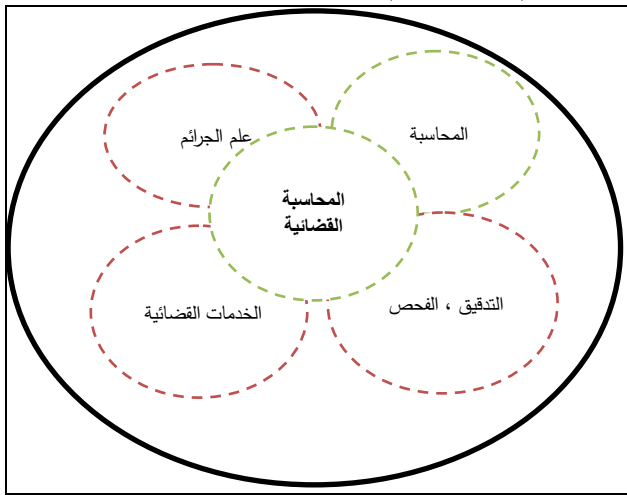 المحاسبة
علم الجرائم
المحاسبة
القضائية
التدقيق ، الفحص
الخدمات القضائية